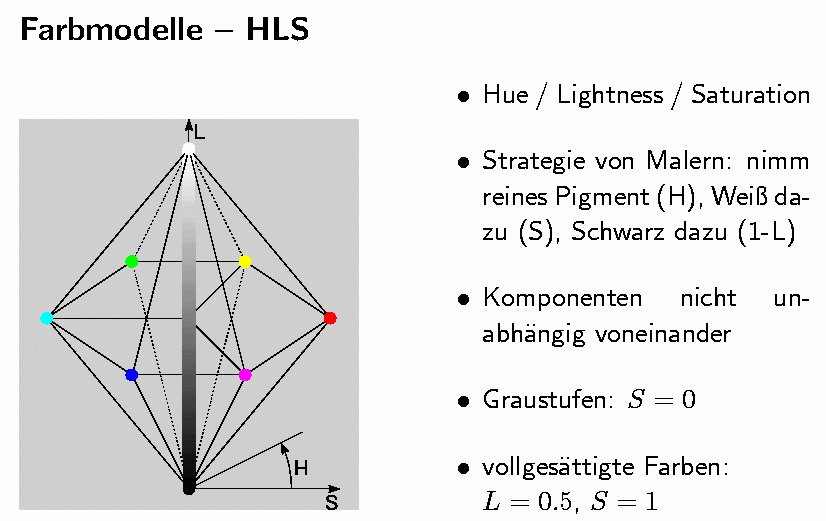 Farbmodelle – HLS
L
H
S
• Hue / Lightness / Saturation
• Strategie von Malern: nimm
reines Pigment (H), Weiß da-
zu (S), Schwarz dazu (1-L)
• Komponenten nicht un-
abhängig voneinander
• Graustufen: S = 0
• vollgesättigte Farben:
L = 0.5, S = 1